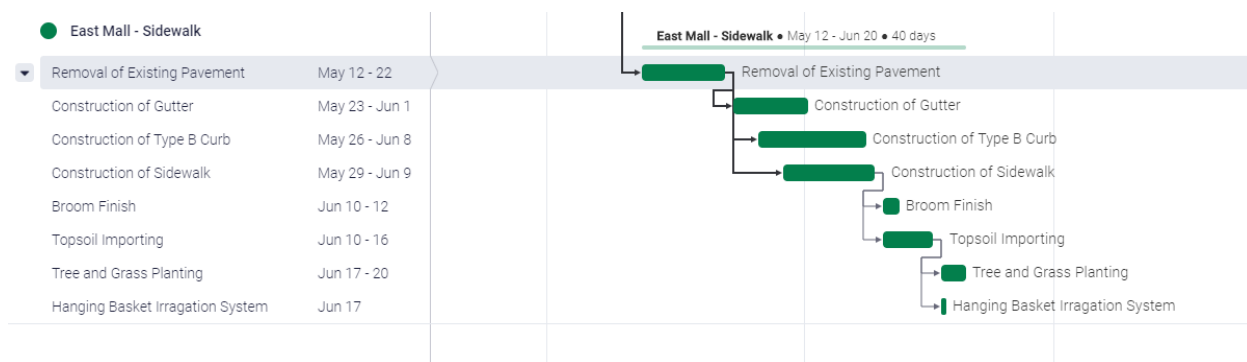 East Mall - Sidewalk
East Mall - Sidewalk ● May 12 - Jun 20 ● 40 days
Removal of Existing Pavement May 12 - 22 Removal of Existing Pavement
Construction of Gutter May 23 - Jun 1 Construction of Gutter
Construction of Type B Curb May 26 - Jun 8 Construction of Type B Curb
Construction of Sidewalk May 29 - Jun 9 Construction of Sidewalk
Broom Finish Jun 10 - 12 Broom Finish
Topsoil Importing Jun 10 - 16 Topsoil Importing
Tree and Grass Planting Jun 17 - 20 Tree and Grass Planting
Hanging Basket Irragation System Jun 17 Hanging Basket Irragation System